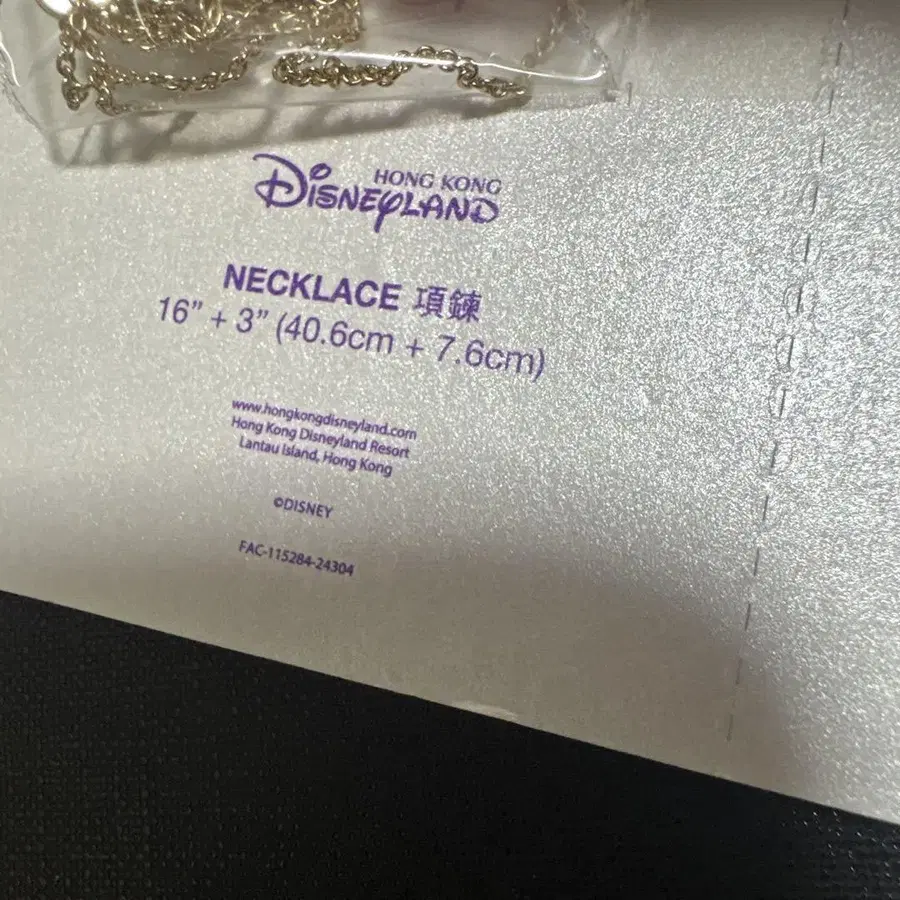 HONG KONG
DISNEYLAND
NECKLACE 項鍊
16” + 3” (40.6cm + 7.6cm)
www.hongkongdisneyland.com
Hong Kong Disneyland Resort
Lantau Island, Hong Kong
©DISNEY
FAC-115284-24304